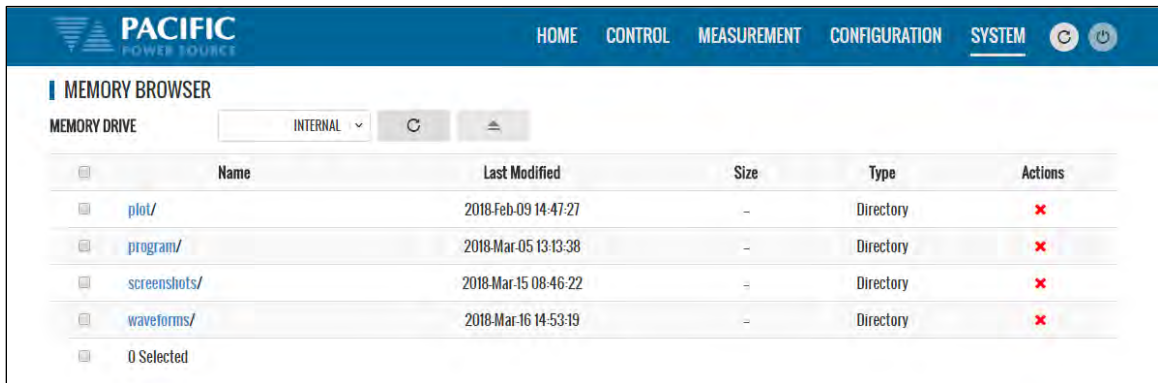 PACIFIC
POWER SOURCE
HOME CONTROL MEASUREMENT CONFIGURATION SYSTEM
MEMORY BROWSER
MEMORY DRIVE INTERNAL
Name Last Modified Size Type Actions
plot/ 2018-Feb-09 14:47:27 -- Directory
program/ 2018-Mar-05 13:13:38 -- Directory
screenshots/ 2018-Mar-15 08:46:22 -- Directory
waveforms/ 2018-Mar-16 14:53:19 -- Directory
0 Selected